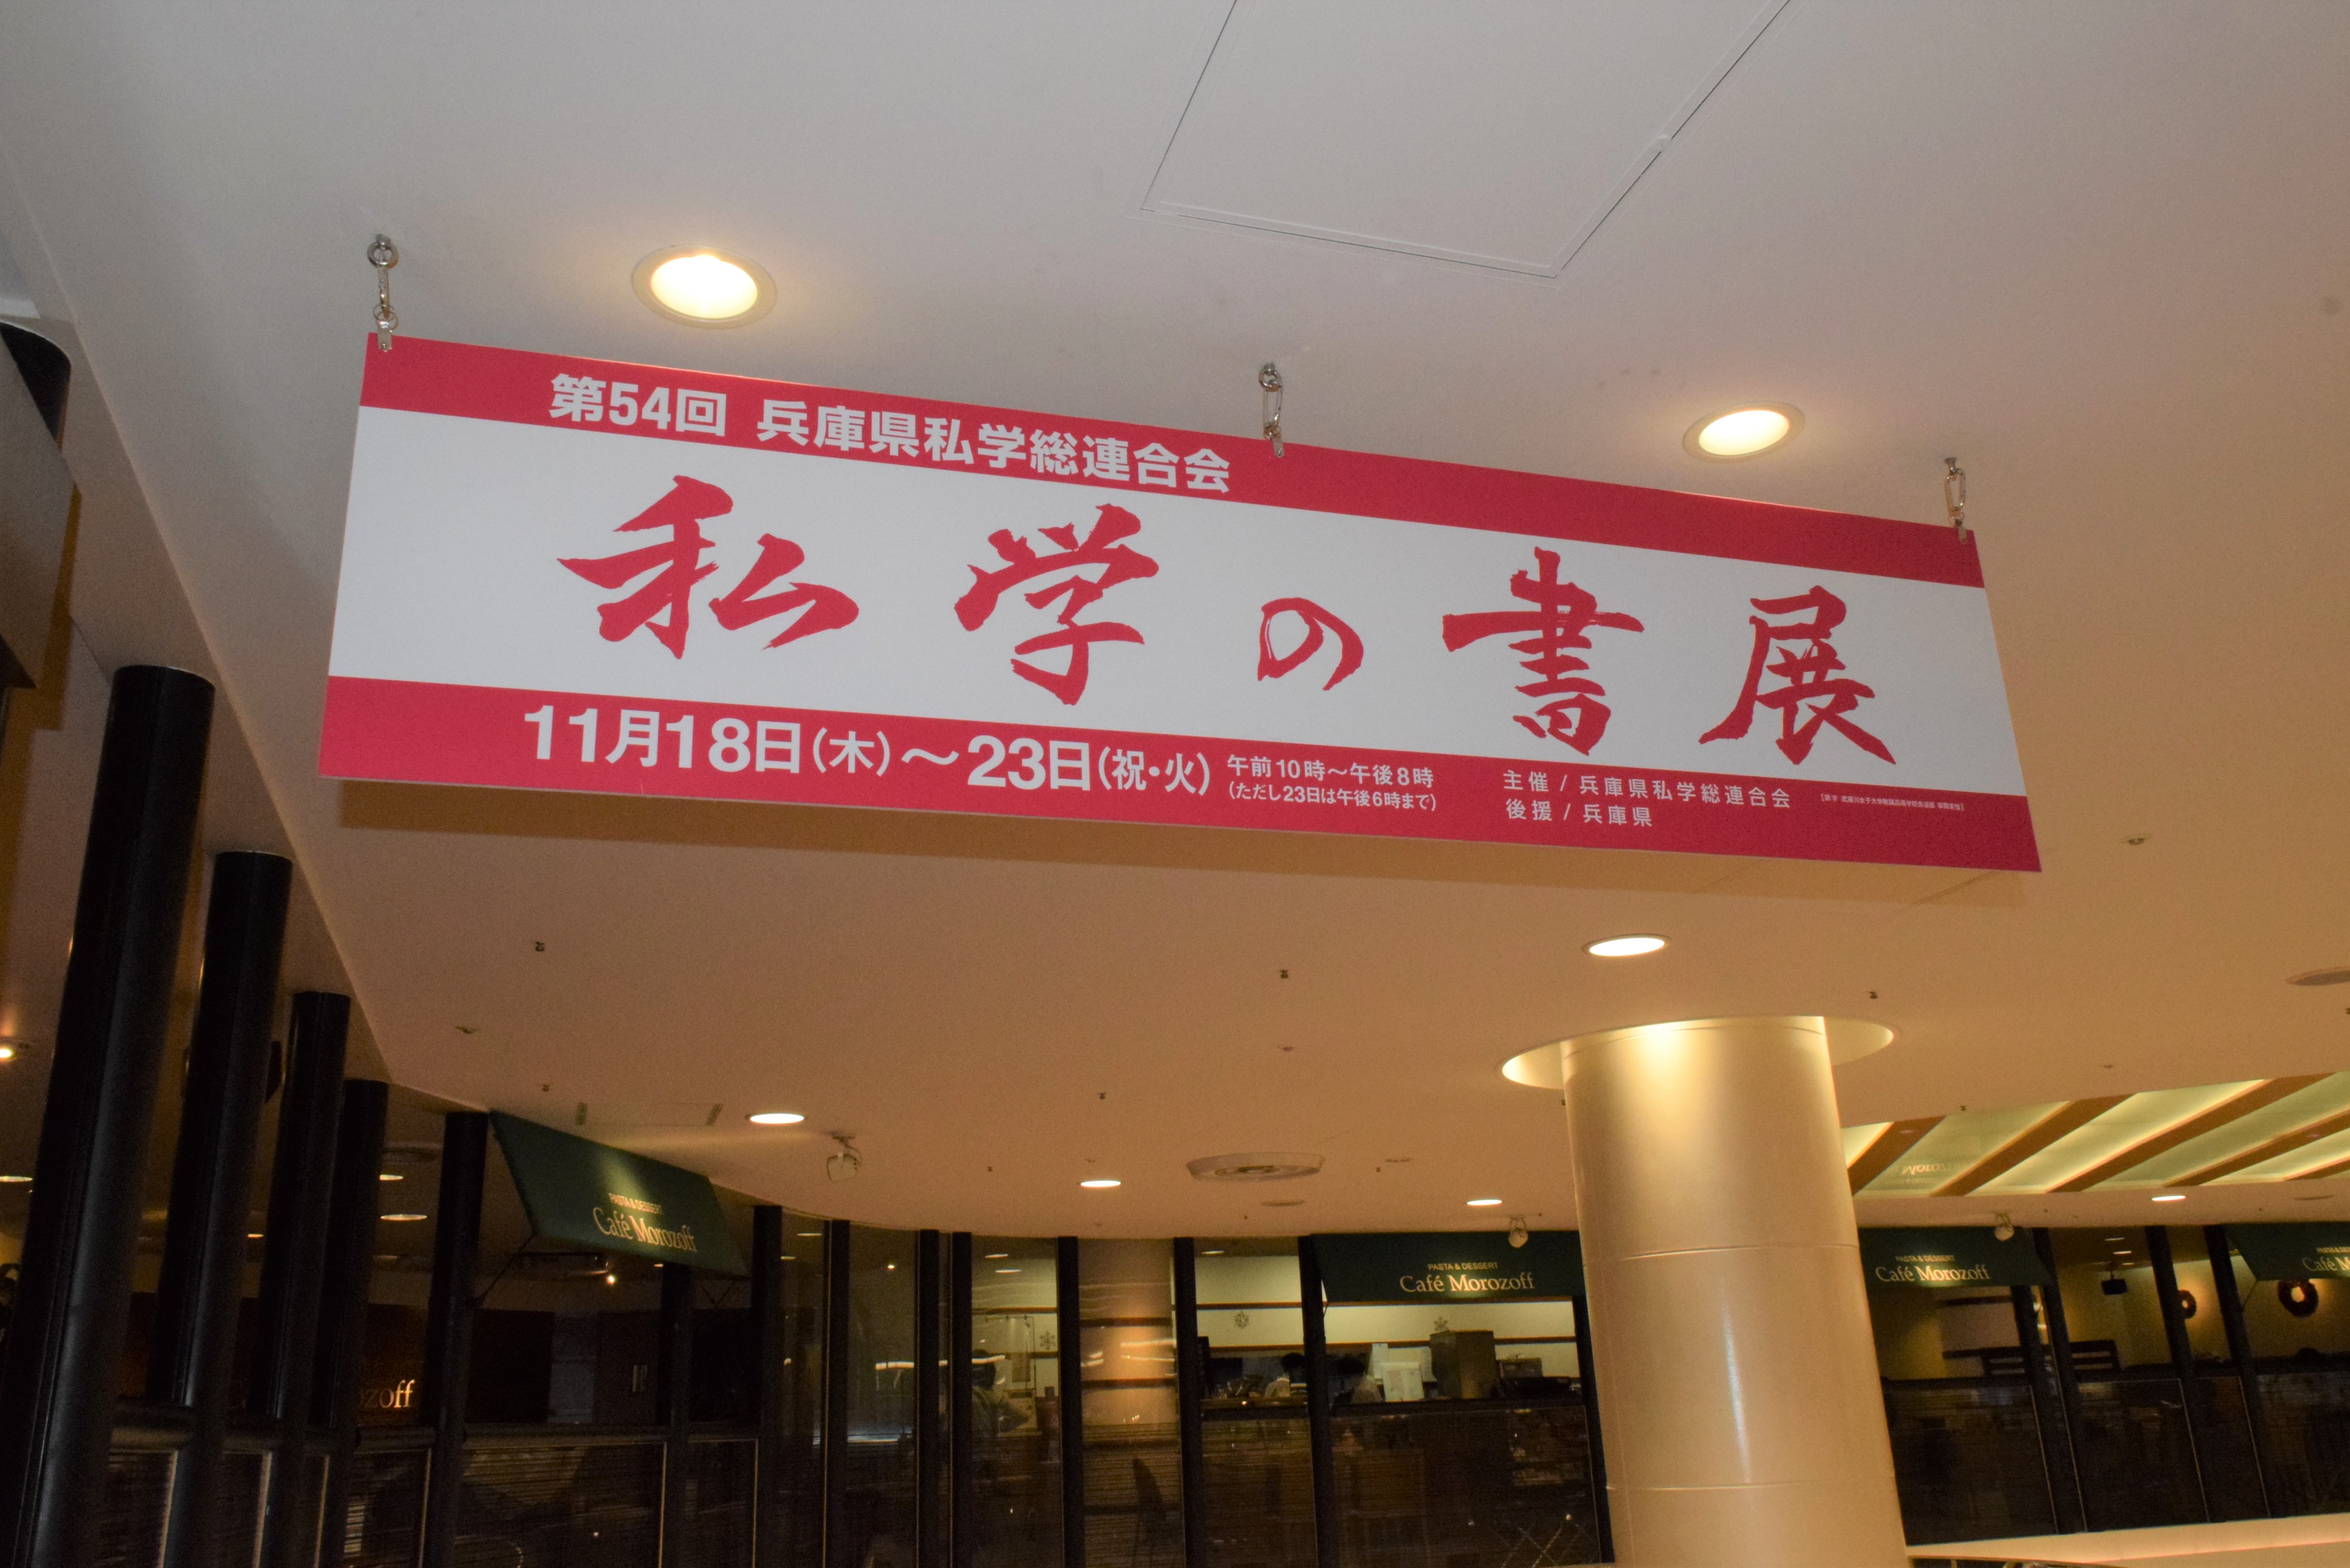 第54回 兵庫県私学総連合会
私学の書展
11月18日(木)～23日(祝・火)
午前10時～午後8時
(ただし23日は午後6時まで)
主催 / 兵庫県私学総連合会
後援 / 兵庫県
PASTA & DESSERT
Café Morozoff
PASTA & DESSERT
Café Morozoff
PASTA & DESSERT
Café Morozoff
Café M
ozoff